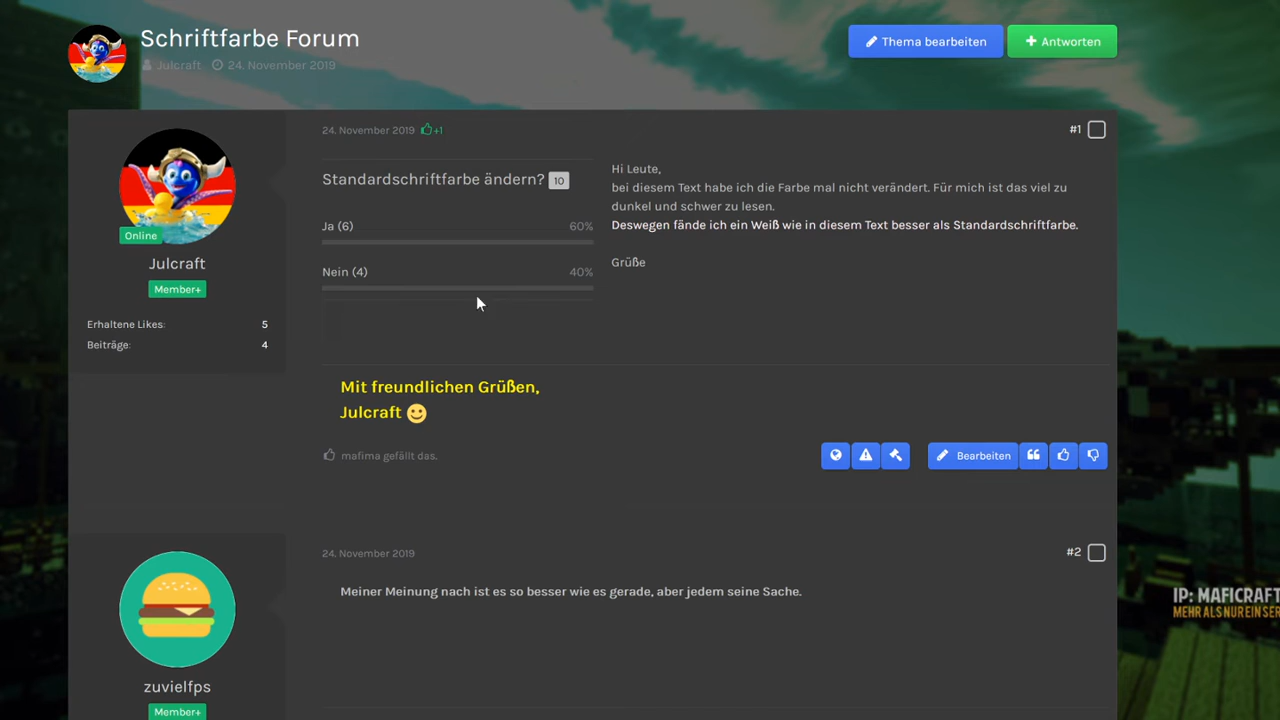 Schriftfarbe Forum
Julcraft 24. November 2019
Thema bearbeiten
Antworten
Online
Julcraft
Member+
Erhaltene Likes: 5
Beiträge: 4
24. November 2019 +1
#1
Standardschriftfarbe ändern? 10
Ja (6) 60%
Nein (4) 40%
Hi Leute,
bei diesem Text habe ich die Farbe mal nicht verändert. Für mich ist das viel zu
dunkel und schwer zu lesen.
Deswegen fände ich ein Weiß wie in diesem Text besser als Standardschriftfarbe.
Grüße
Mit freundlichen Grüßen,
Julcraft
mafima gefällt das.
Bearbeiten
zuvielfps
Member+
24. November 2019
#2
Meiner Meinung nach ist es so besser wie es gerade, aber jedem seine Sache.
IP: MAFICRAFT
MEHR ALS NUR EIN SER